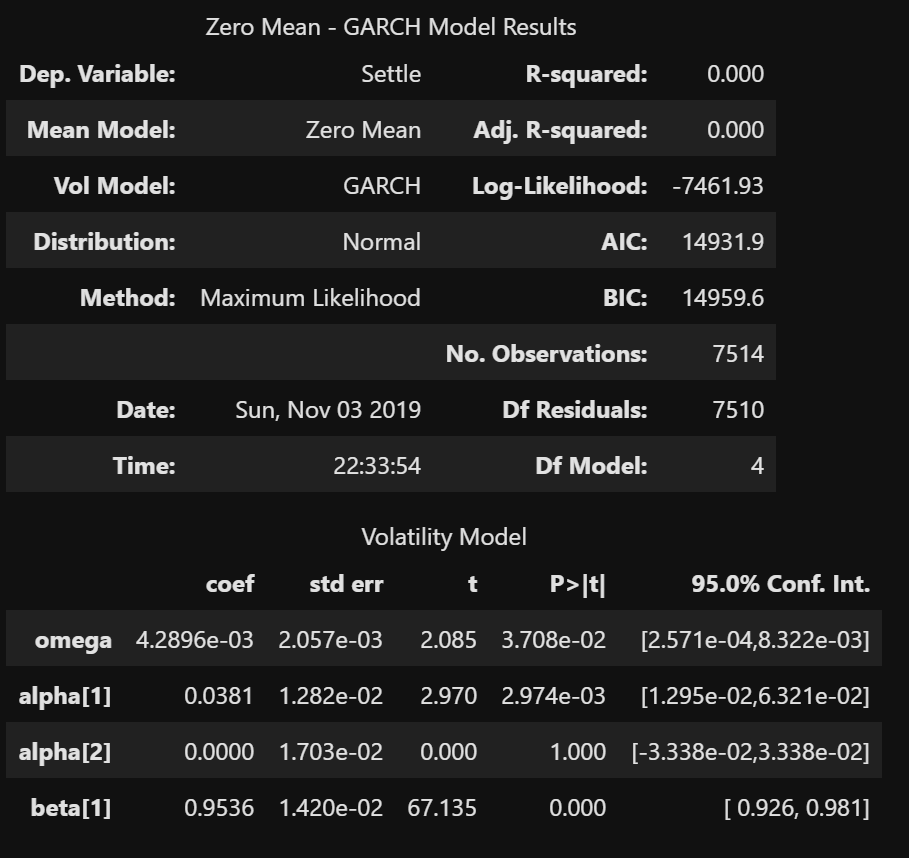 Zero Mean - GARCH Model Results
Dep. Variable: Settle R-squared: 0.000
Mean Model: Zero Mean Adj. R-squared: 0.000
Vol Model: GARCH Log-Likelihood: -7461.93
Distribution: Normal AIC: 14931.9
Method: Maximum Likelihood BIC: 14959.6
No. Observations: 7514
Date: Sun, Nov 03 2019 Df Residuals: 7510
Time: 22:33:54 Df Model: 4
Volatility Model
coef std err t P>|t| 95.0% Conf. Int.
omega 4.2896e-03 2.057e-03 2.085 3.708e-02 [2.571e-04,8.322e-03]
alpha[1] 0.0381 1.282e-02 2.970 2.974e-03 [1.295e-02,6.321e-02]
alpha[2] 0.0000 1.703e-02 0.000 1.000 [-3.338e-02,3.338e-02]
beta[1] 0.9536 1.420e-02 67.135 0.000 [ 0.926, 0.981]